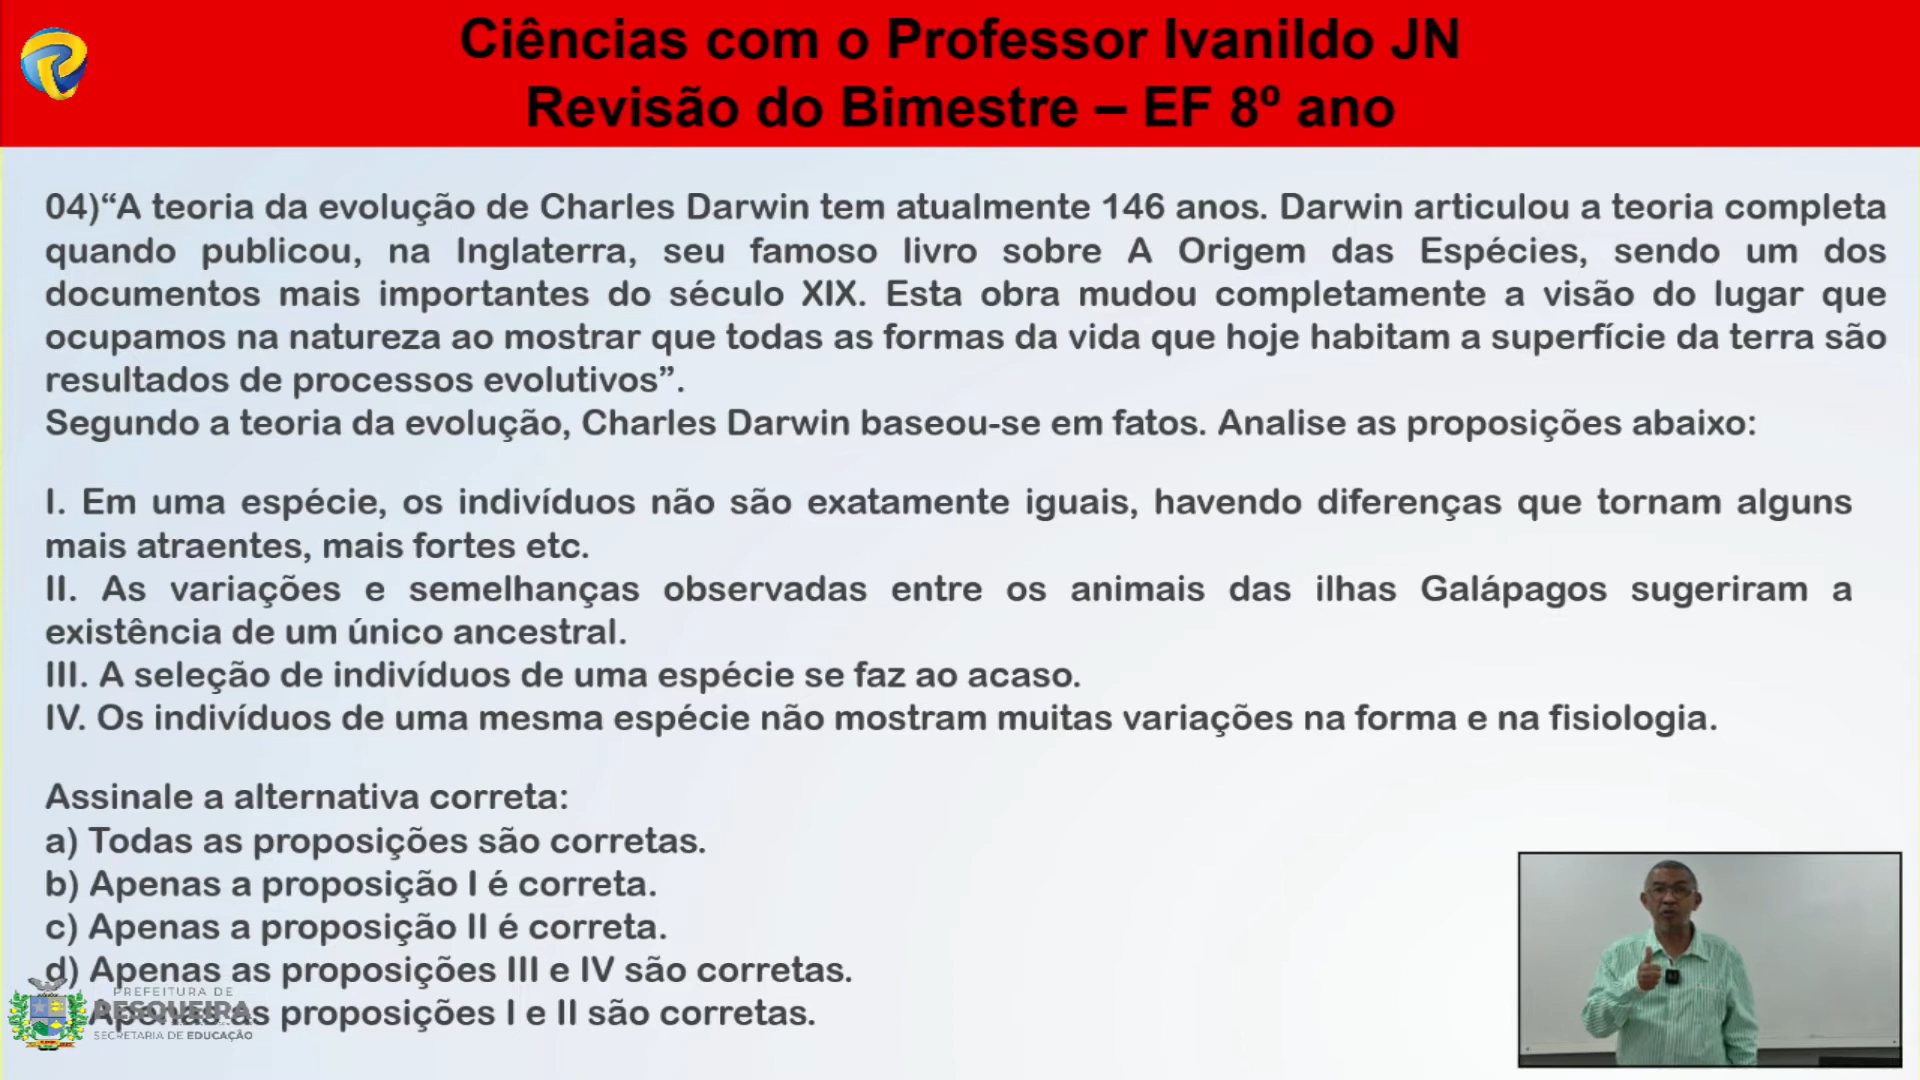 Ciências com o Professor Ivanildo JN
Revisão do Bimestre – EF 8º ano
04)“A teoria da evolução de Charles Darwin tem atualmente 146 anos. Darwin articulou a teoria completa
quando publicou, na Inglaterra, seu famoso livro sobre A Origem das Espécies, sendo um dos
documentos mais importantes do século XIX. Esta obra mudou completamente a visão do lugar que
ocupamos na natureza ao mostrar que todas as formas da vida que hoje habitam a superfície da terra são
resultados de processos evolutivos”.
Segundo a teoria da evolução, Charles Darwin baseou-se em fatos. Analise as proposições abaixo:
I. Em uma espécie, os indivíduos não são exatamente iguais, havendo diferenças que tornam alguns
mais atraentes, mais fortes etc.
II. As variações e semelhanças observadas entre os animais das ilhas Galápagos sugeriram a
existência de um único ancestral.
III. A seleção de indivíduos de uma espécie se faz ao acaso.
IV. Os indivíduos de uma mesma espécie não mostram muitas variações na forma e na fisiologia.
Assinale a alternativa correta:
a) Todas as proposições são corretas.
b) Apenas a proposição I é correta.
c) Apenas a proposição II é correta.
d) Apenas as proposições III e IV são corretas.
Apenas as proposições I e II são corretas.
PREFEITURA DE
PESQUEIRA
SECRETARIA DE EDUCAÇÃO